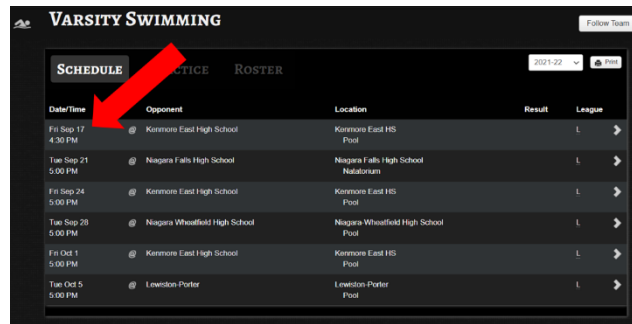 VARSITY SWIMMING
Follow Team
SCHEDULE ROSTER
2021-22 Print
Date/Time Opponent Location Result League
Fri Sep 17 @ Kenmore East High School Kenmore East HS L
4:30 PM Pool
Tue Sep 21 @ Niagara Falls High School Niagara Falls High School L
5:00 PM Natatorium
Fri Sep 24 @ Kenmore East High School Kenmore East HS L
5:00 PM Pool
Tue Sep 28 @ Niagara Wheatfield High School Niagara-Wheatfield High School L
5:00 PM Pool
Fri Oct 1 @ Kenmore East High School Kenmore East HS L
5:00 PM Pool
Tue Oct 5 @ Lewiston-Porter Lewiston-Porter L
5:00 PM Pool